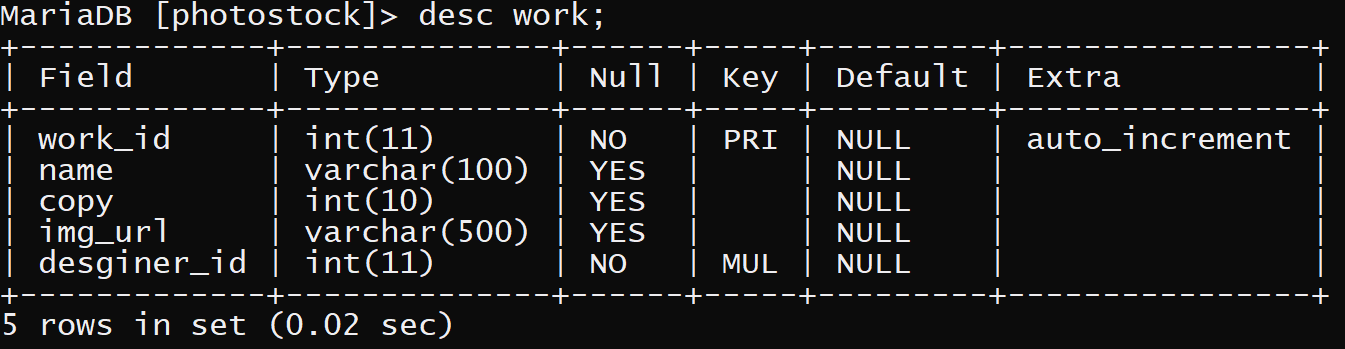 MariaDB [photostock]> desc work;
+-------------+--------------+------+-----+---------+----------------+
| Field       | Type         | Null | Key | Default | Extra          |
+-------------+--------------+------+-----+---------+----------------+
| work_id     | int(11)      | NO   | PRI | NULL    | auto_increment |
| name        | varchar(100) | YES  |     | NULL    |                |
| copy        | int(10)      | YES  |     | NULL    |                |
| img_url     | varchar(500) | YES  |     | NULL    |                |
| desginer_id | int(11)      | NO   | MUL | NULL    |                |
+-------------+--------------+------+-----+---------+----------------+
5 rows in set (0.02 sec)